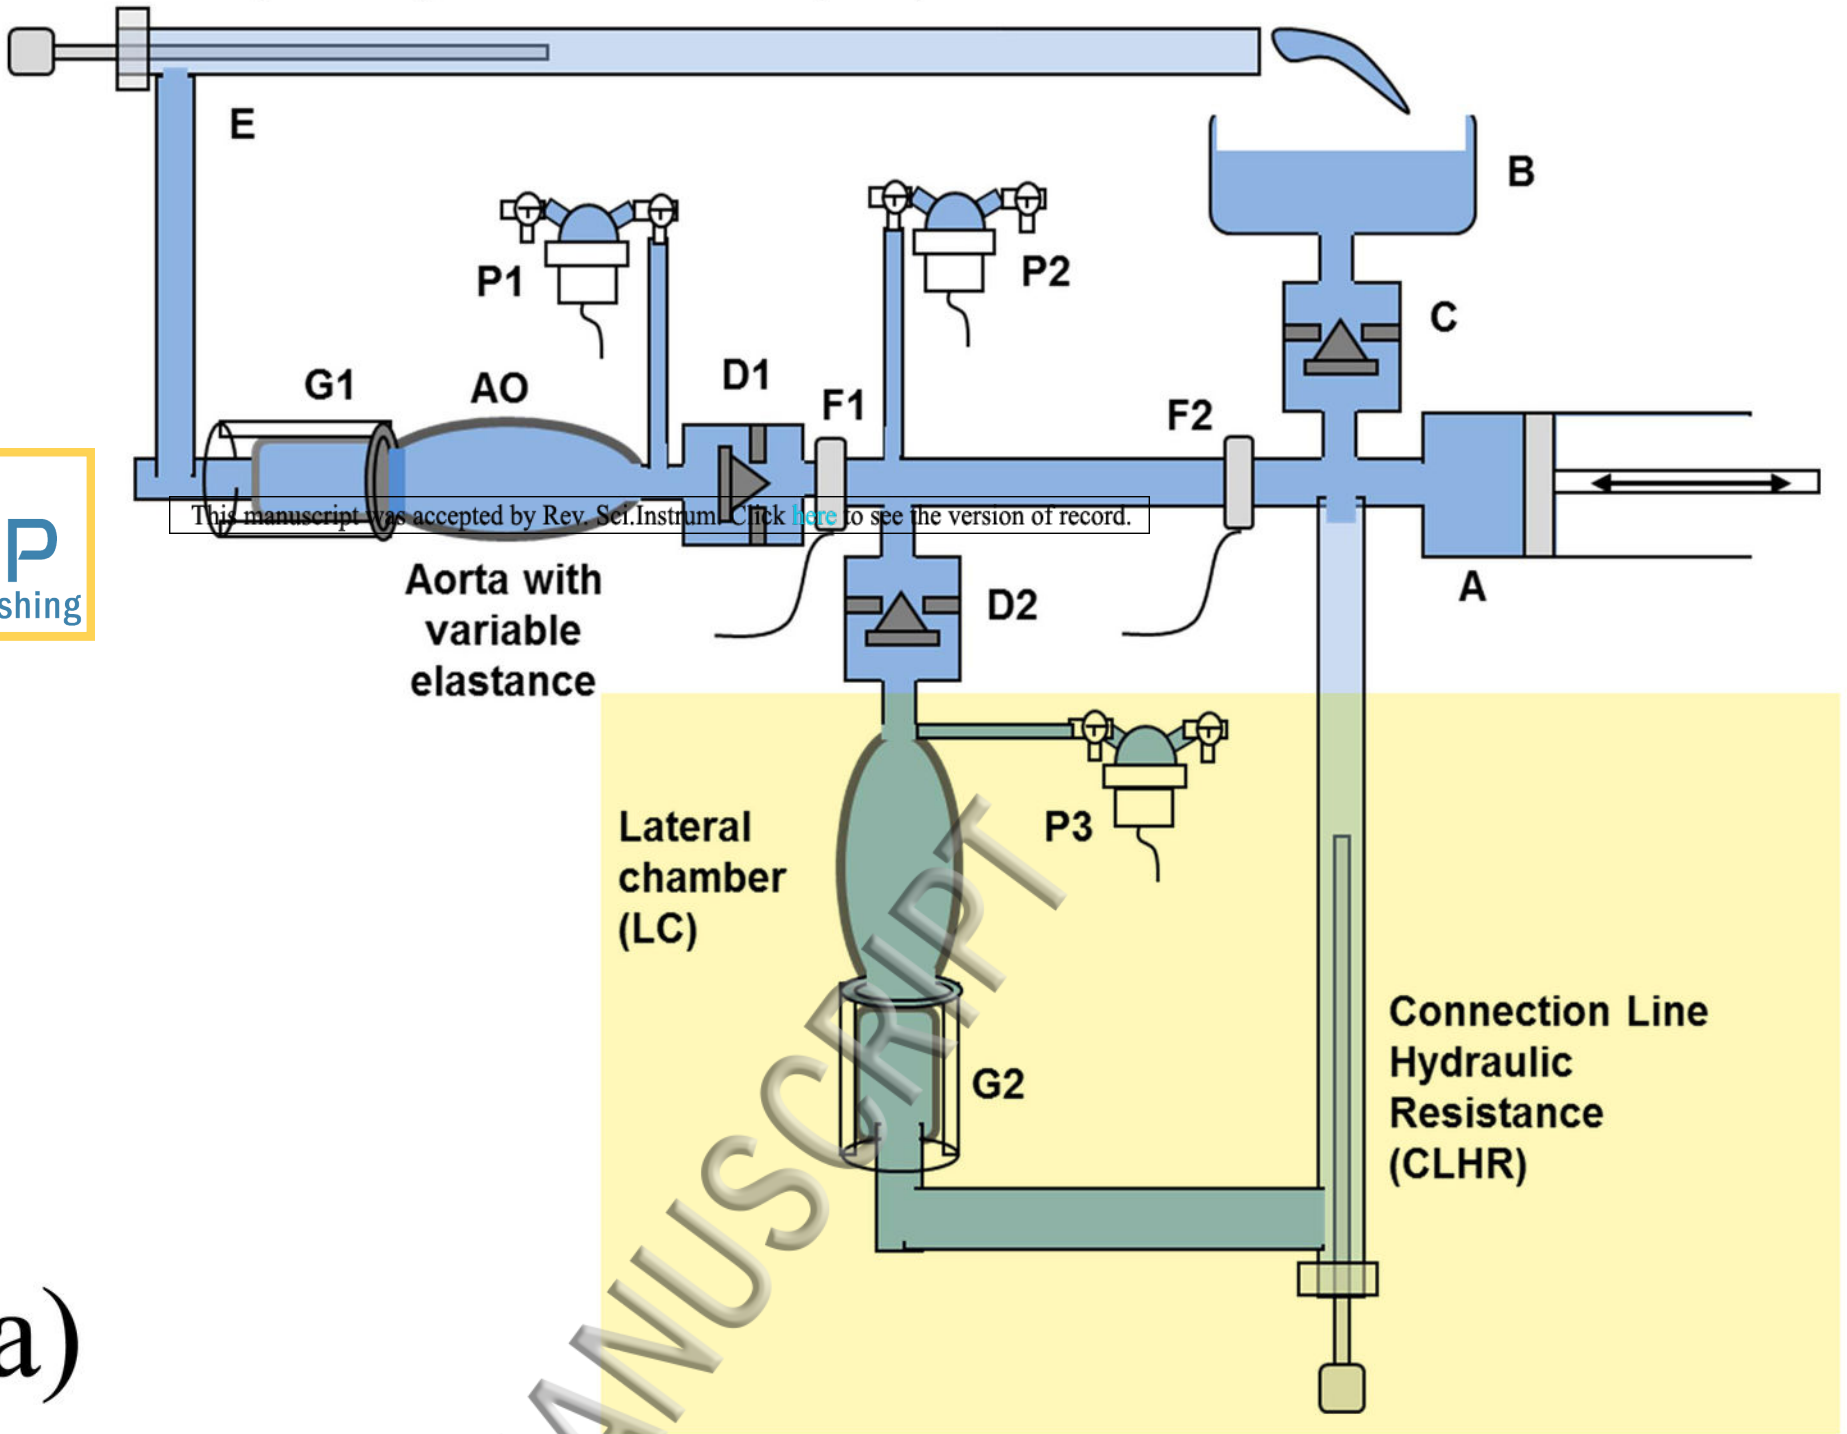 E
B
P1
P2
C
G1
AO
D1
F1
F2
This manuscript was accepted by Rev. Sci.Instrum. Click here to see the version of record.
P
shing
Aorta with
variable
elastance
D2
A
Lateral
chamber
(LC)
P3
G2
Connection Line
Hydraulic
Resistance
(CLHR)
ANUSCRIPT
a)